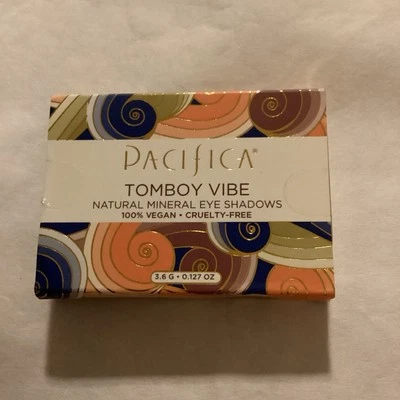 PACIFICA®
TOMBOY VIBE
NATURAL MINERAL EYE SHADOWS
100% VEGAN • CRUELTY-FREE
3.6 G • 0.127 OZ